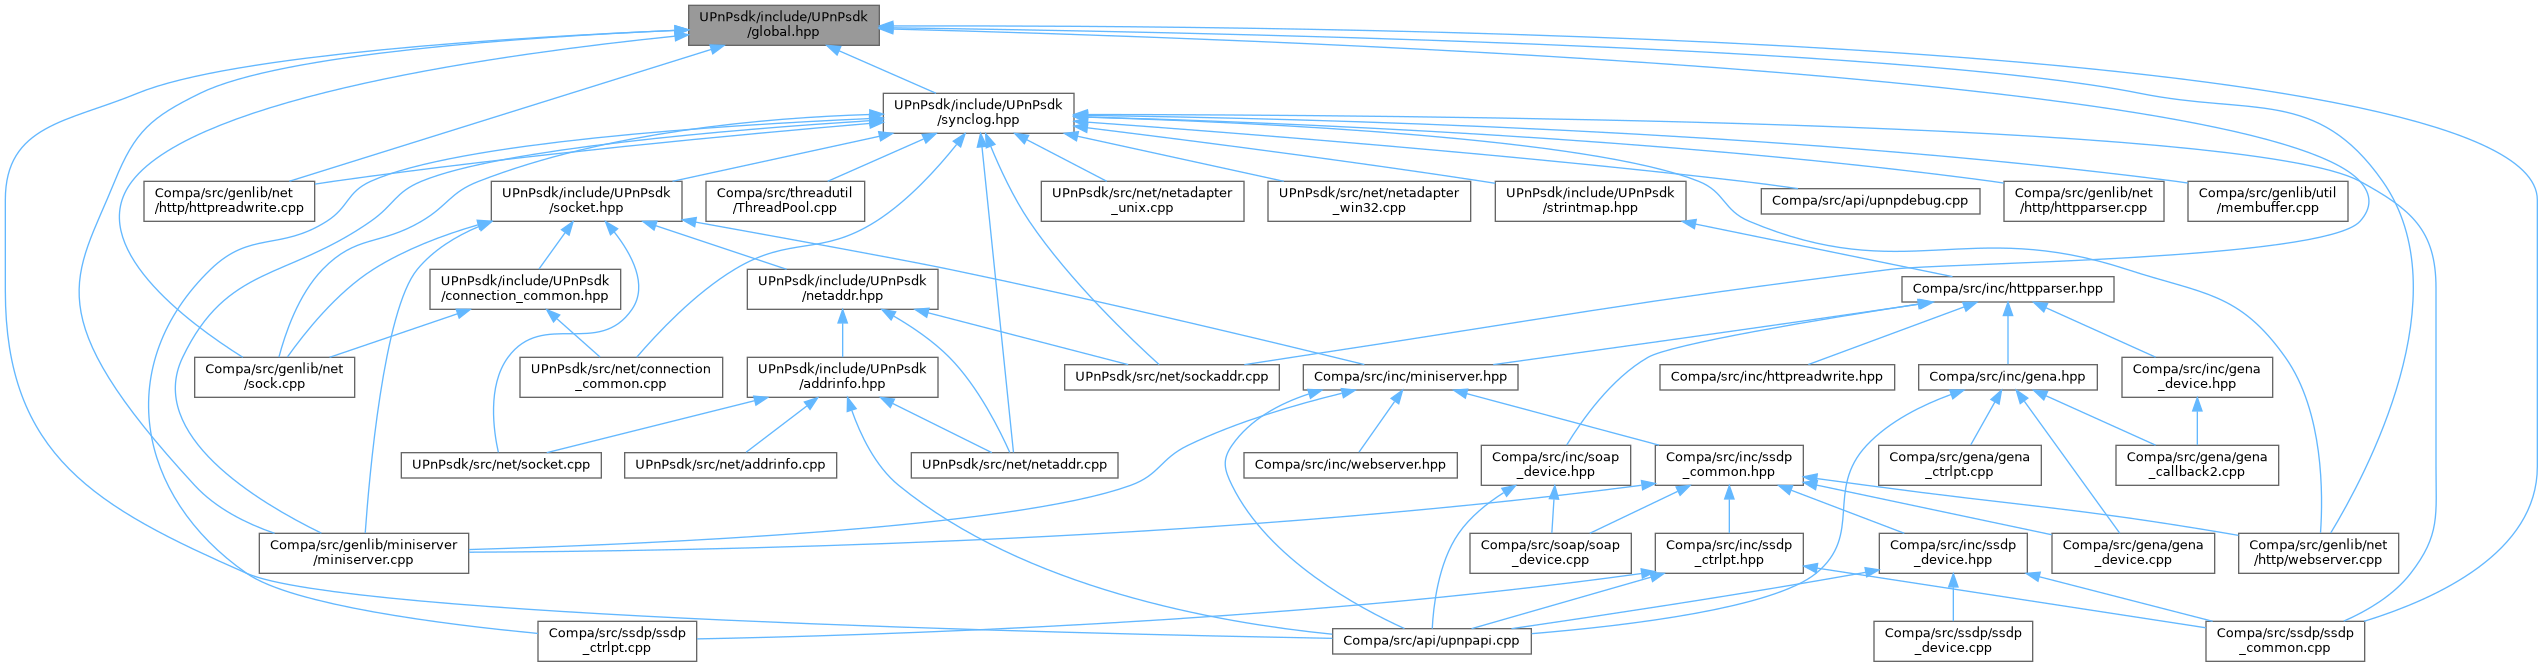 UPnPsdk/include/UPnPsdk
/global.hpp
UPnPsdk/include/UPnPsdk
/synclog.hpp
Compa/src/genlib/net
/http/httpreadwrite.cpp
UPnPsdk/include/UPnPsdk
/socket.hpp
Compa/src/threadutil
/ThreadPool.cpp
UPnPsdk/src/net/netadapter
_unix.cpp
UPnPsdk/src/net/netadapter
_win32.cpp
UPnPsdk/include/UPnPsdk
/strintmap.hpp
Compa/src/api/upnpdebug.cpp
Compa/src/genlib/net
/http/httpparser.cpp
Compa/src/genlib/util
/membuffer.cpp
UPnPsdk/include/UPnPsdk
/connection_common.hpp
UPnPsdk/include/UPnPsdk
/netaddr.hpp
Compa/src/inc/httpparser.hpp
Compa/src/genlib/net
/sock.cpp
UPnPsdk/src/net/connection
_common.cpp
UPnPsdk/include/UPnPsdk
/addrinfo.hpp
UPnPsdk/src/net/sockaddr.cpp
Compa/src/inc/miniserver.hpp
Compa/src/inc/httpreadwrite.hpp
Compa/src/inc/gena.hpp
Compa/src/inc/gena
_device.hpp
UPnPsdk/src/net/socket.cpp
UPnPsdk/src/net/addrinfo.cpp
UPnPsdk/src/net/netaddr.cpp
Compa/src/inc/webserver.hpp
Compa/src/inc/soap
_device.hpp
Compa/src/inc/ssdp
_common.hpp
Compa/src/gena/gena
_ctrlpt.cpp
Compa/src/gena/gena
_callback2.cpp
Compa/src/genlib/miniserver
/miniserver.cpp
Compa/src/soap/soap
_device.cpp
Compa/src/inc/ssdp
_ctrlpt.hpp
Compa/src/inc/ssdp
_device.hpp
Compa/src/gena/gena
_device.cpp
Compa/src/genlib/net
/http/webserver.cpp
Compa/src/ssdp/ssdp
_ctrlpt.cpp
Compa/src/api/upnpapi.cpp
Compa/src/ssdp/ssdp
_device.cpp
Compa/src/ssdp/ssdp
_common.cpp